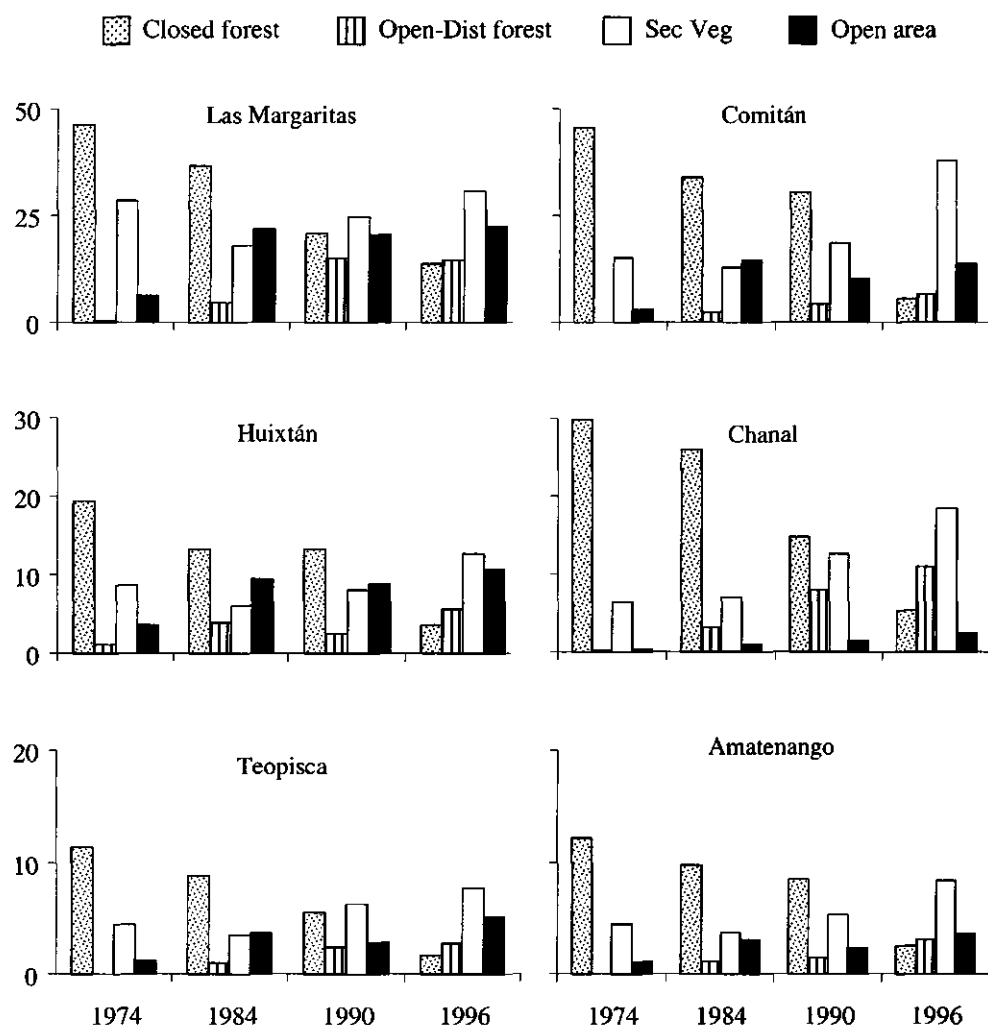 Closed forest Open-Dist forest Sec Veg Open area
Las Margaritas Comitán
50
25
0
Huixtán Chanal
30
20
10
0
Teopisca Amatenango
20
10
0
1974 1984 1990 1996 1974 1984 1990 1996